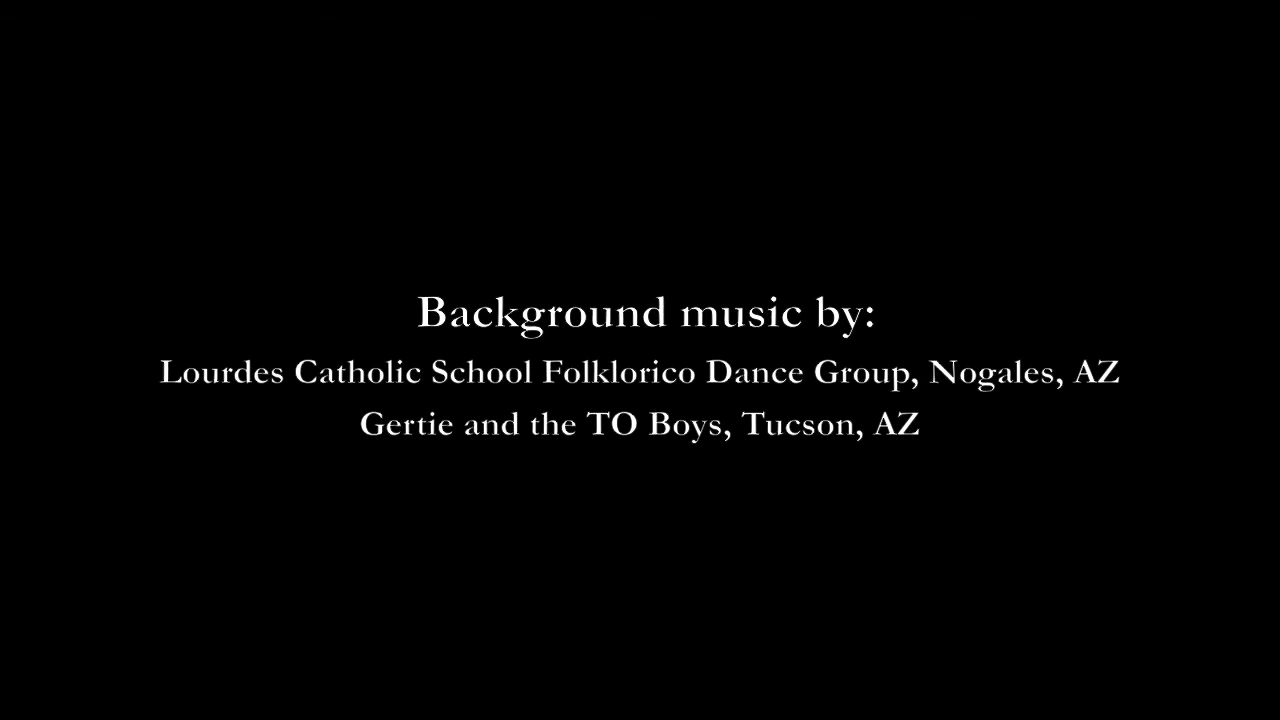 Background music by:
Lourdes Catholic School Folklorico Dance Group, Nogales, AZ
Gertie and the TO Boys, Tucson, AZ